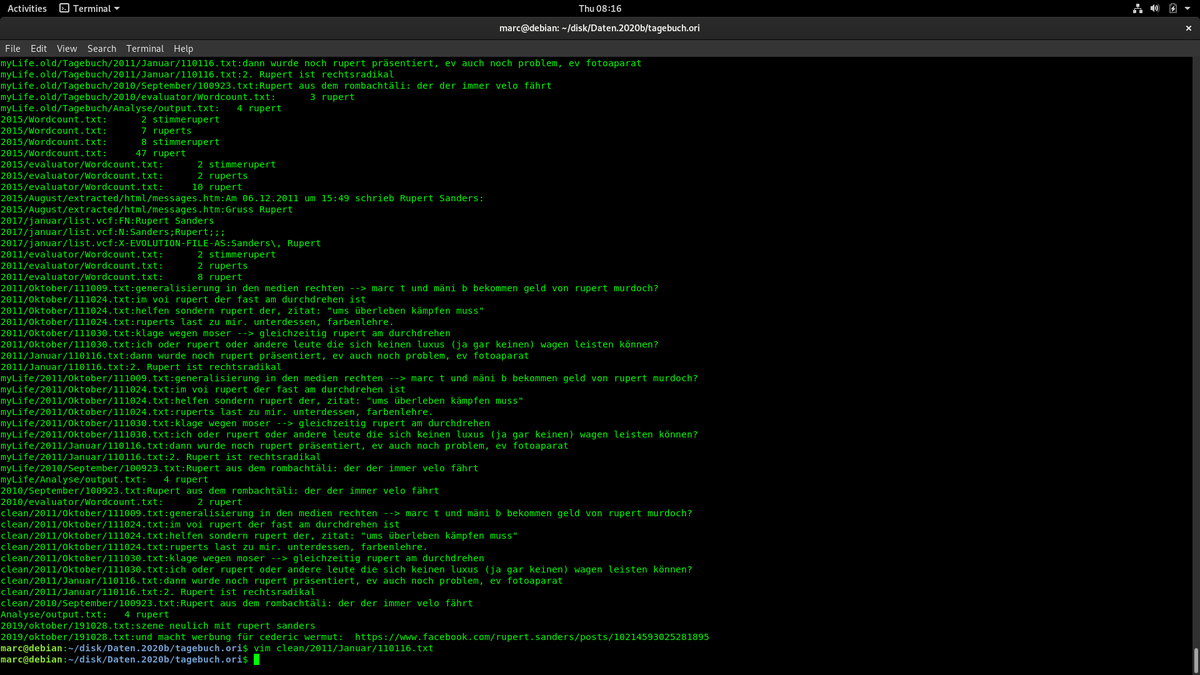 Activities Terminal Thu 08:16
marc@debian: ~/disk/Daten.2020b/tagebuch.ori ×
File Edit View Search Terminal Help
myLife.old/Tagebuch/2011/Januar/110116.txt:dann wurde noch rupert präsentiert, ev auch noch problem, ev fotoaparat
myLife.old/Tagebuch/2011/Januar/110116.txt:2. Rupert ist rechtsradikal
myLife.old/Tagebuch/2010/September/100923.txt:Rupert aus dem rombachtäli: der der immer velo fährt
myLife.old/Tagebuch/2010/evaluator/Wordcount.txt:      3 rupert
myLife.old/Tagebuch/Analyse/output.txt:   4 rupert
2015/Wordcount.txt:      2 stimmerupert
2015/Wordcount.txt:      7 ruperts
2015/Wordcount.txt:      8 stimmrupert
2015/Wordcount.txt:     47 rupert
2015/evaluator/Wordcount.txt:      2 stimmerupert
2015/evaluator/Wordcount.txt:      2 ruperts
2015/evaluator/Wordcount.txt:     10 rupert
2015/August/extracted/html/messages.htm:Am 06.12.2011 um 15:49 schrieb Rupert Sanders:
2015/August/extracted/html/messages.htm:Gruss Rupert
2017/januar/list.vcf:FN:Rupert Sanders
2017/januar/list.vcf:N:Sanders;Rupert;;;
2017/januar/list.vcf:X-EVOLUTION-FILE-AS:Sanders\, Rupert
2011/evaluator/Wordcount.txt:      2 stimmerupert
2011/evaluator/Wordcount.txt:      2 ruperts
2011/evaluator/Wordcount.txt:      8 rupert
2011/Oktober/111009.txt:generalisierung in den medien rechten --> marc t und mäni b bekommen geld von rupert murdoch?
2011/Oktober/111024.txt:im voi rupert der fast am durchdrehen ist
2011/Oktober/111024.txt:helfen sondern rupert der, zitat: "ums überleben kämpfen muss"
2011/Oktober/111024.txt:ruperts last zu mir. unterdessen, farbenlehre.
2011/Oktober/111030.txt:klage wegen moser --> gleichzeitig rupert am durchdrehen
2011/Oktober/111030.txt:ich oder rupert oder andere leute die sich keinen luxus (ja gar keinen) wagen leisten können?
2011/Januar/110116.txt:dann wurde noch rupert präsentiert, ev auch noch problem, ev fotoaparat
2011/Januar/110116.txt:2. Rupert ist rechtsradikal
myLife/2011/Oktober/111009.txt:generalisierung in den medien rechten --> marc t und mäni b bekommen geld von rupert murdoch?
myLife/2011/Oktober/111024.txt:im voi rupert der fast am durchdrehen ist
myLife/2011/Oktober/111024.txt:helfen sondern rupert der, zitat: "ums überleben kämpfen muss"
myLife/2011/Oktober/111024.txt:ruperts last zu mir. unterdessen, farbenlehre.
myLife/2011/Oktober/111030.txt:klage wegen moser --> gleichzeitig rupert am durchdrehen
myLife/2011/Oktober/111030.txt:ich oder rupert oder andere leute die sich keinen luxus (ja gar keinen) wagen leisten können?
myLife/2011/Januar/110116.txt:dann wurde noch rupert präsentiert, ev auch noch problem, ev fotoaparat
myLife/2011/Januar/110116.txt:2. Rupert ist rechtsradikal
myLife/2010/September/100923.txt:Rupert aus dem rombachtäli: der der immer velo fährt
myLife/Analyse/output.txt:   4 rupert
2010/September/100923.txt:Rupert aus dem rombachtäli: der der immer velo fährt
2010/evaluator/Wordcount.txt:      2 rupert
clean/2011/Oktober/111009.txt:generalisierung in den medien rechten --> marc t und mäni b bekommen geld von rupert murdoch?
clean/2011/Oktober/111024.txt:im voi rupert der fast am durchdrehen ist
clean/2011/Oktober/111024.txt:helfen sondern rupert der, zitat: "ums überleben kämpfen muss"
clean/2011/Oktober/111024.txt:ruperts last zu mir. unterdessen, farbenlehre.
clean/2011/Oktober/111030.txt:klage wegen moser --> gleichzeitig rupert am durchdrehen
clean/2011/Oktober/111030.txt:ich oder rupert oder andere leute die sich keinen luxus (ja gar keinen) wagen leisten können?
clean/2011/Januar/110116.txt:dann wurde noch rupert präsentiert, ev auch noch problem, ev fotoaparat
clean/2011/Januar/110116.txt:2. Rupert ist rechtsradikal
clean/2010/September/100923.txt:Rupert aus dem rombachtäli: der der immer velo fährt
Analyse/output.txt:   4 rupert
2019/oktober/191028.txt:szene neulich mit rupert sanders
2019/oktober/191028.txt:und macht werbung für cederic wermut:  https://www.facebook.com/rupert.sanders/posts/10214593025281895
marc@debian:~/disk/Daten.2020b/tagebuch.ori$ vim clean/2011/Januar/110116.txt
marc@debian:~/disk/Daten.2020b/tagebuch.ori$